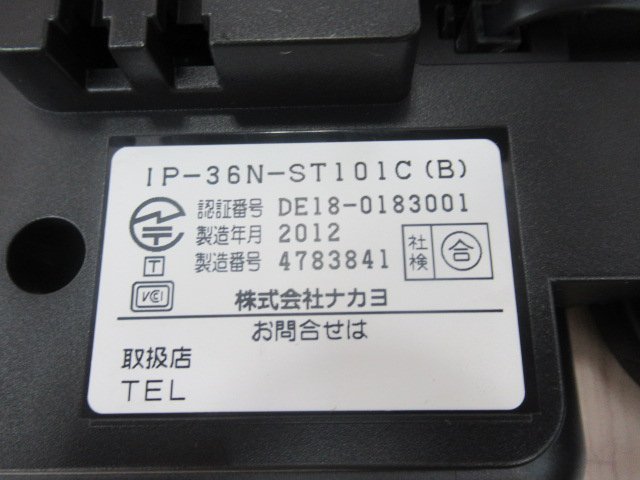 IP-36N-ST101C(B)
認証番号 DE18-0183001
製造年月 2012
製造番号 4783841
社検 合
T
VCCI
株式会社ナカヨ
お問合せは
取扱店
TEL